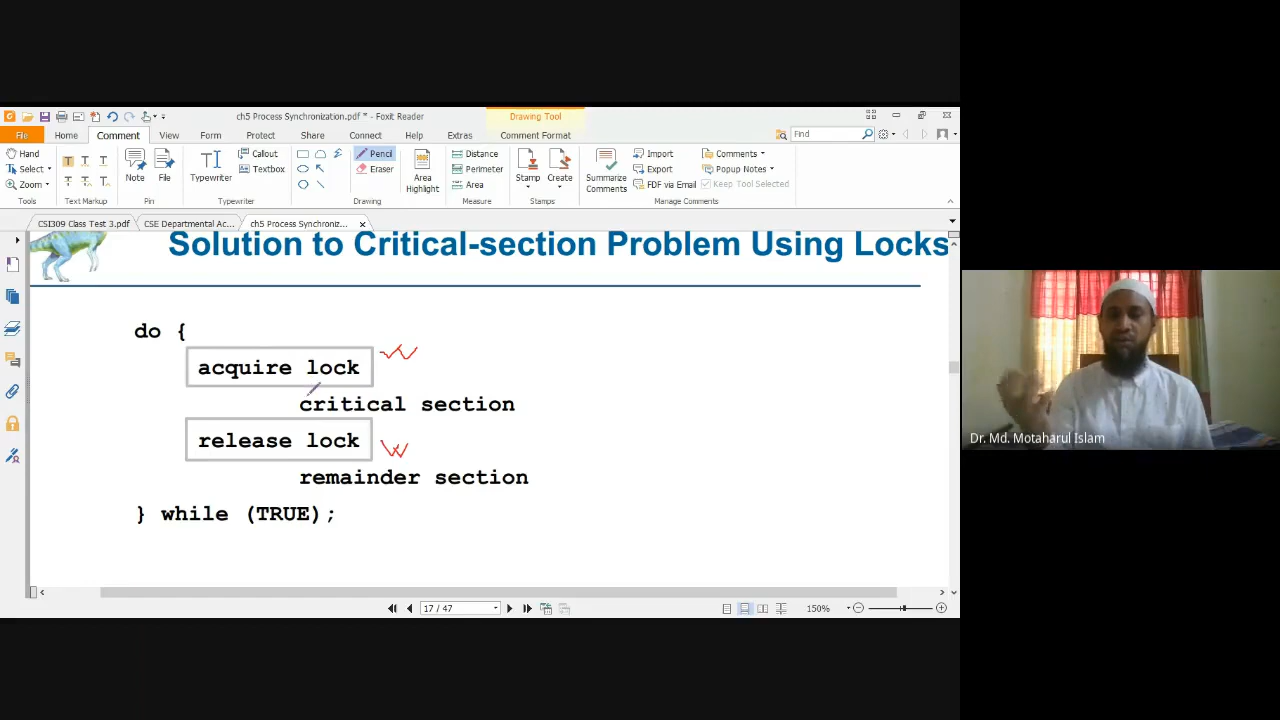 ch5 Process Synchronization.pdf * - Foxit Reader
Drawing Tool
File Home Comment View Form Protect Share Connect Help Extras Comment Format
Find
Hand
Select
Zoom
Tools
Text Markup
Note
File
Pin
Typewriter
Callout
Textbox
Typewriter
Pencil
Eraser
Drawing
Area
Highlight
Distance
Perimeter
Area
Measure
Stamp
Create
Stamps
Summarize
Comments
Import
Export
FDF via Email
Comments
Popup Notes
Keep Tool Selected
Manage Comments
CSI309 Class Test 3.pdf
CSE Departmental Ac...
ch5 Process Synchroniz...
Solution to Critical-section Problem Using Locks
do {
acquire lock
critical section
release lock
remainder section
} while (TRUE);
17 / 47
150%
Dr. Md. Motaharul Islam